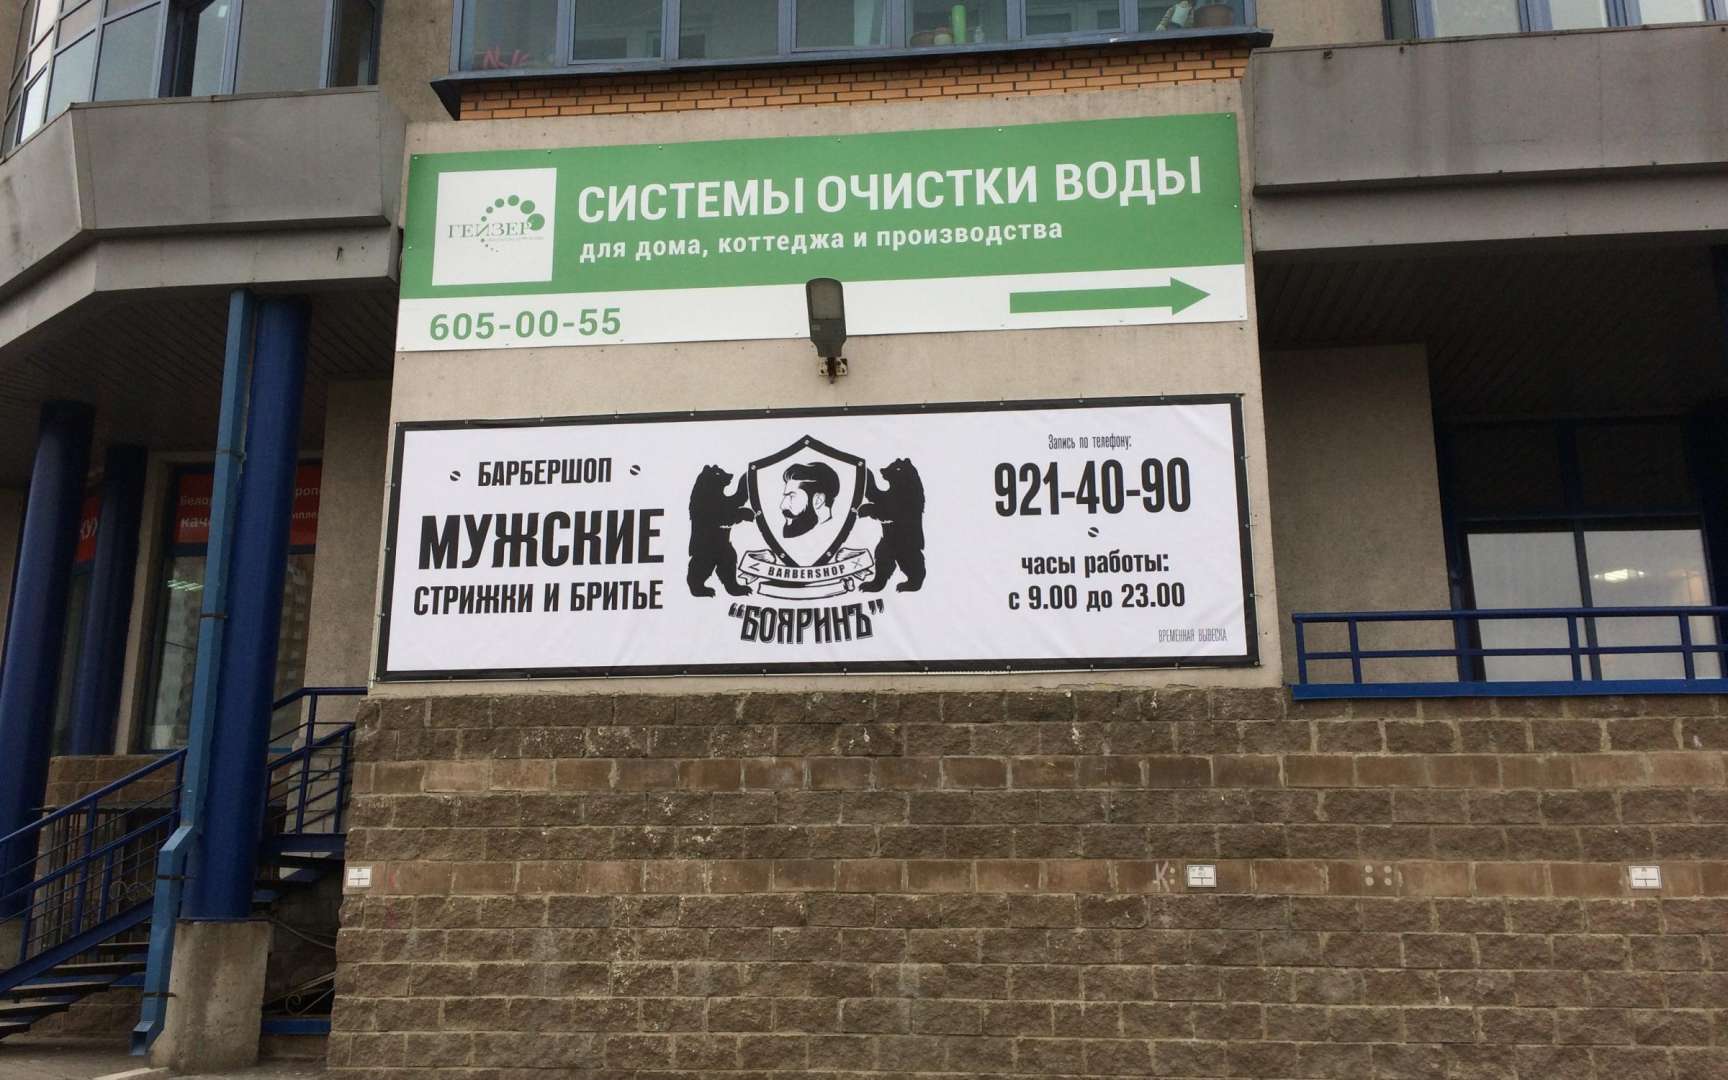 ГЕЙЗЕР
СИСТЕМЫ ОЧИСТКИ ВОДЫ
для дома, коттеджа и производства
605-00-55
БАРБЕРШОП
МУЖСКИЕ
СТРИЖКИ И БРИТЬЕ
BARBERSHOP
“БОЯРИНЪ”
Запись по телефону:
921-40-90
часы работы:
с 9.00 до 23.00
ВРЕМЕННАЯ ВЫВЕСКА